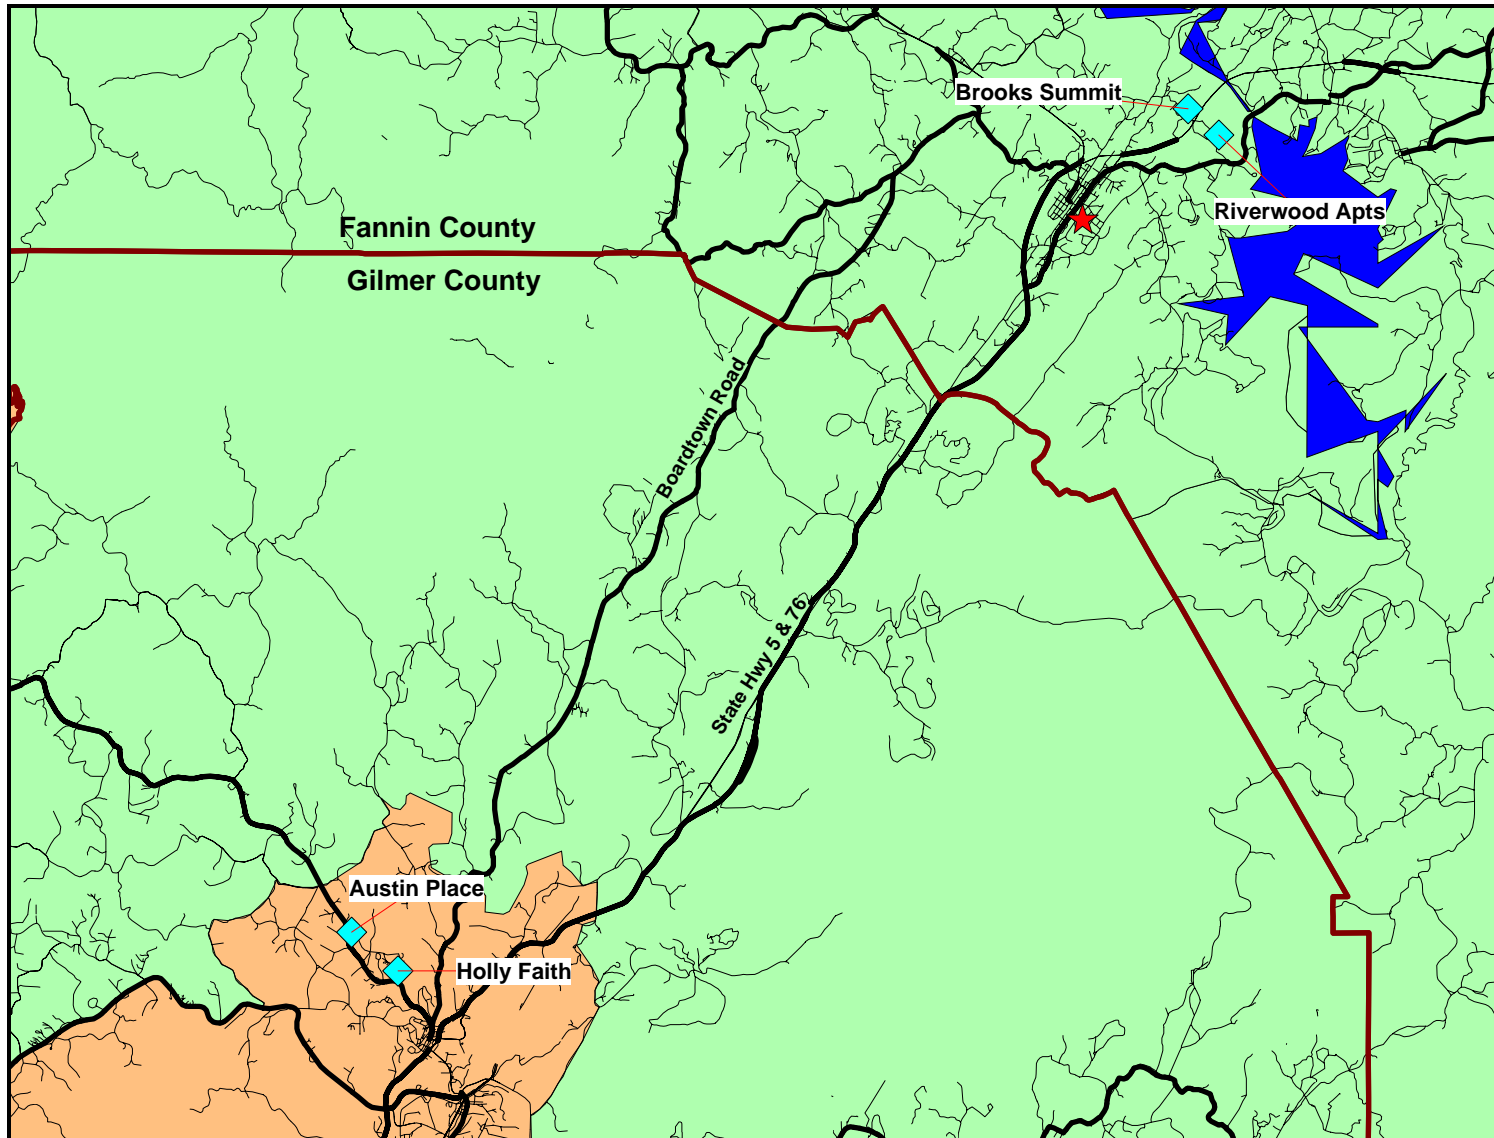 Brooks Summit
Riverwood Apts
Fannin County
Gilmer County
Boardtown Road
State Hwy 5 & 76
Austin Place
Holly Faith